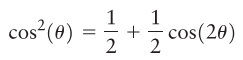 cos²(θ) = 1/2 + 1/2 cos(2θ)